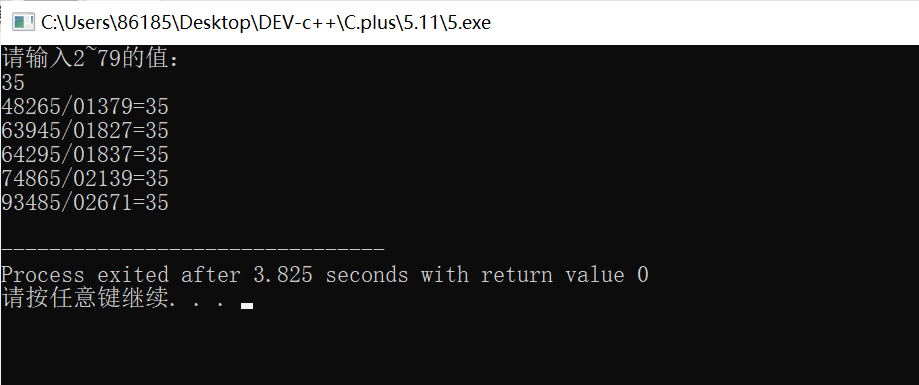 C:\Users\86185\Desktop\DEV-c++\C.plus\5.11\5.exe
请输入2~79的值：
35
48265/01379=35
63945/01827=35
64295/01837=35
74865/02139=35
93485/02671=35
--------------------------------
Process exited after 3.825 seconds with return value 0
请按任意键继续. . .